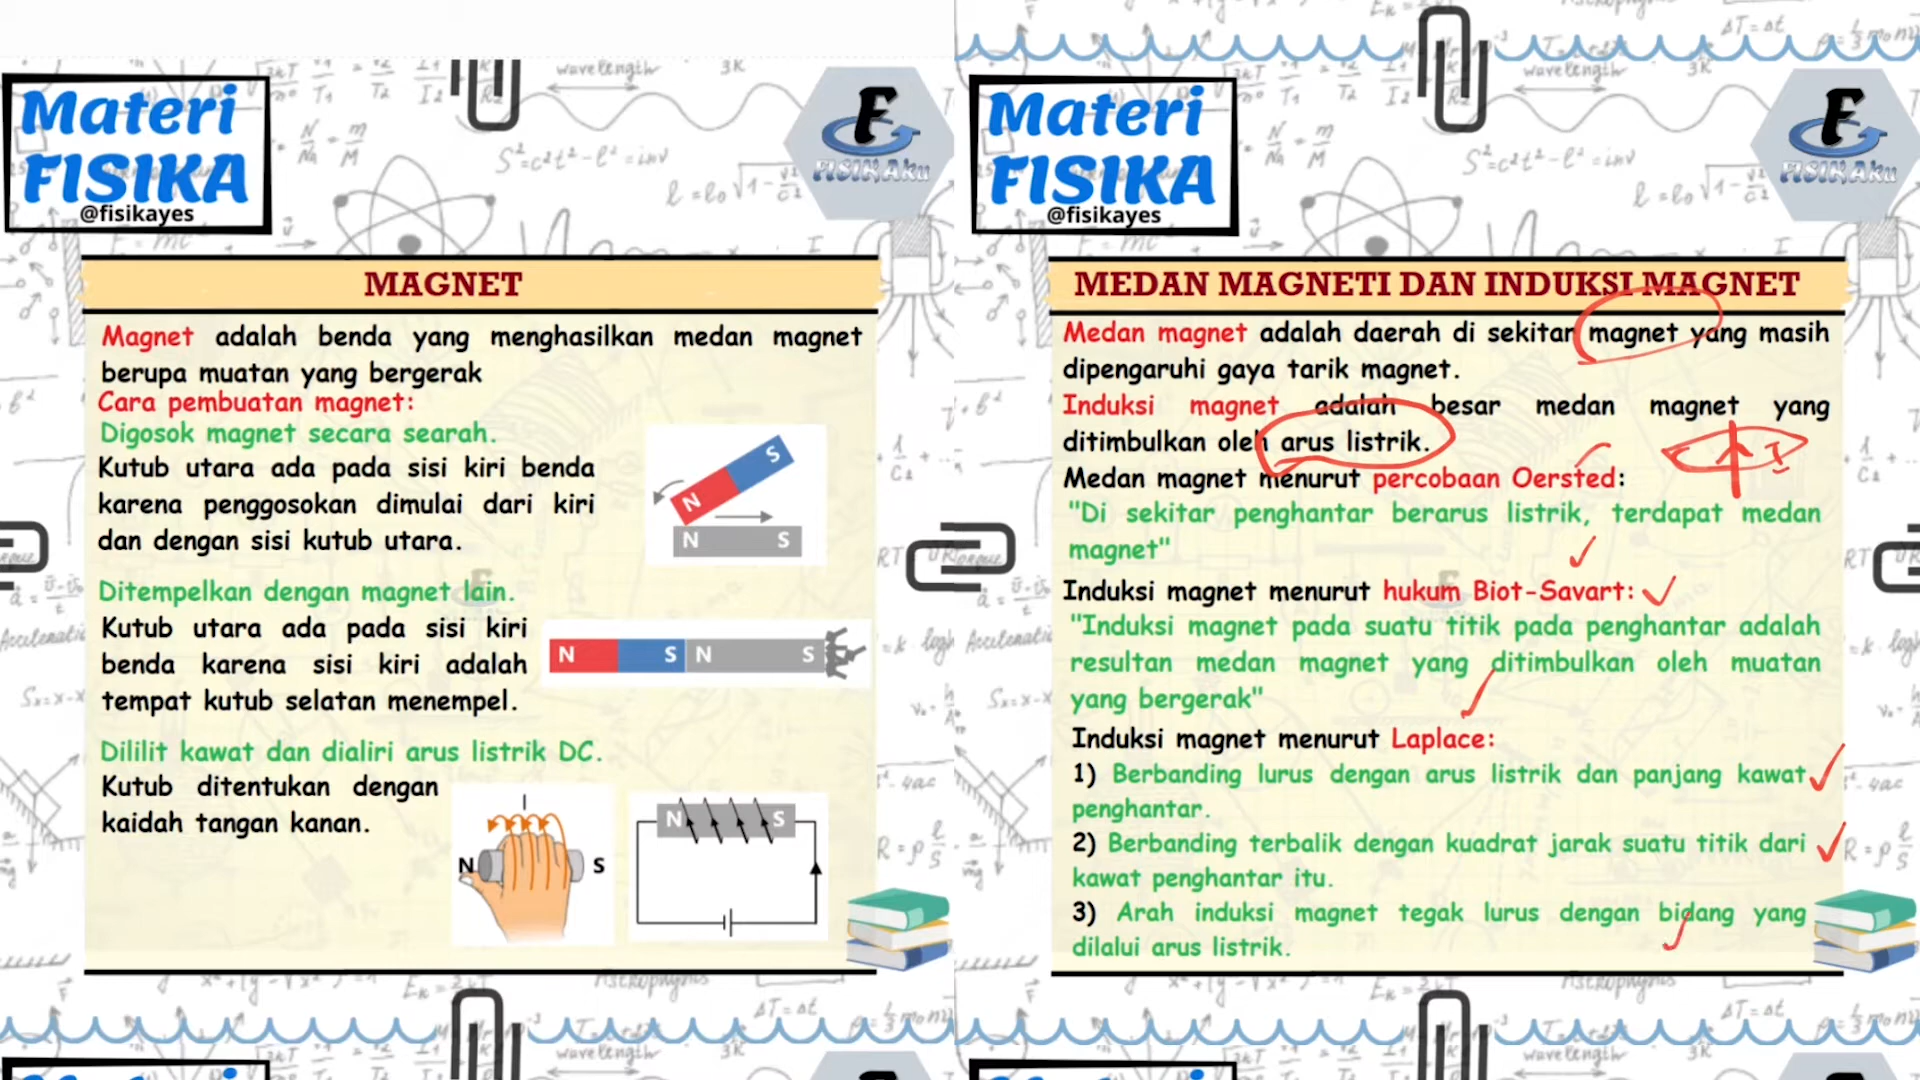 Materi
FISIKA
@fisikayes
F
FISIKAku
MAGNET
Magnet adalah benda yang menghasilkan medan magnet
berupa muatan yang bergerak
Cara pembuatan magnet:
Digosok magnet secara searah.
Kutub utara ada pada sisi kiri benda
karena penggosokan dimulai dari kiri
dan dengan sisi kutub utara.
N S
N S
Ditempelkan dengan magnet lain.
Kutub utara ada pada sisi kiri
benda karena sisi kiri adalah
tempat kutub selatan menempel.
N S N S
Dililit kawat dan dialiri arus listrik DC.
Kutub ditentukan dengan
kaidah tangan kanan.
I
N S
N S
Materi
FISIKA
@fisikayes
F
FISIKAku
MEDAN MAGNETI DAN INDUKSI MAGNET
Medan magnet adalah daerah di sekitar magnet yang masih
dipengaruhi gaya tarik magnet.
Induksi magnet adalah besar medan magnet yang
ditimbulkan oleh arus listrik.
I
Medan magnet menurut percobaan Oersted:
"Di sekitar penghantar berarus listrik, terdapat medan
magnet"
Induksi magnet menurut hukum Biot-Savart:
"Induksi magnet pada suatu titik pada penghantar adalah
resultan medan magnet yang ditimbulkan oleh muatan
yang bergerak"
Induksi magnet menurut Laplace:
1) Berbanding lurus dengan arus listrik dan panjang kawat
penghantar.
2) Berbanding terbalik dengan kuadrat jarak suatu titik dari
kawat penghantar itu.
3) Arah induksi magnet tegak lurus dengan bidang yang
dilalui arus listrik.